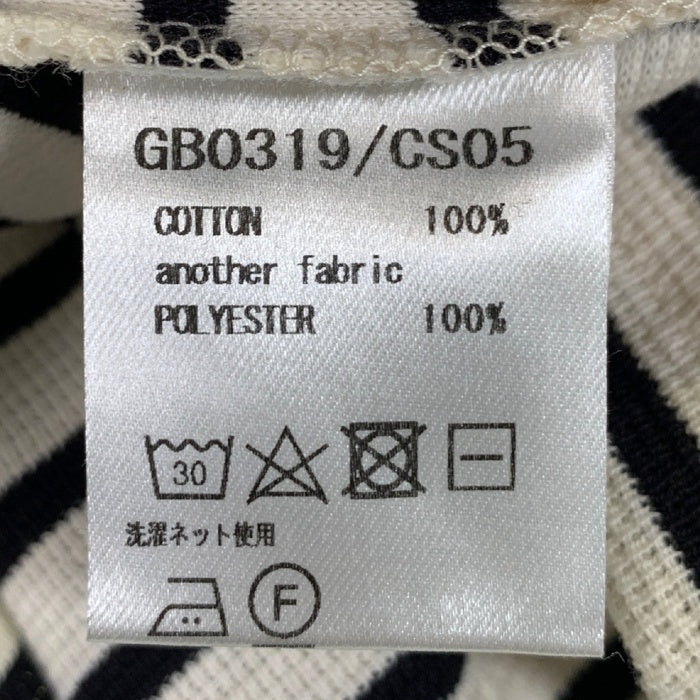 GB0319/CS05
COTTON 100%
another fabric
POLYESTER 100%
30
洗濯ネット使用
F